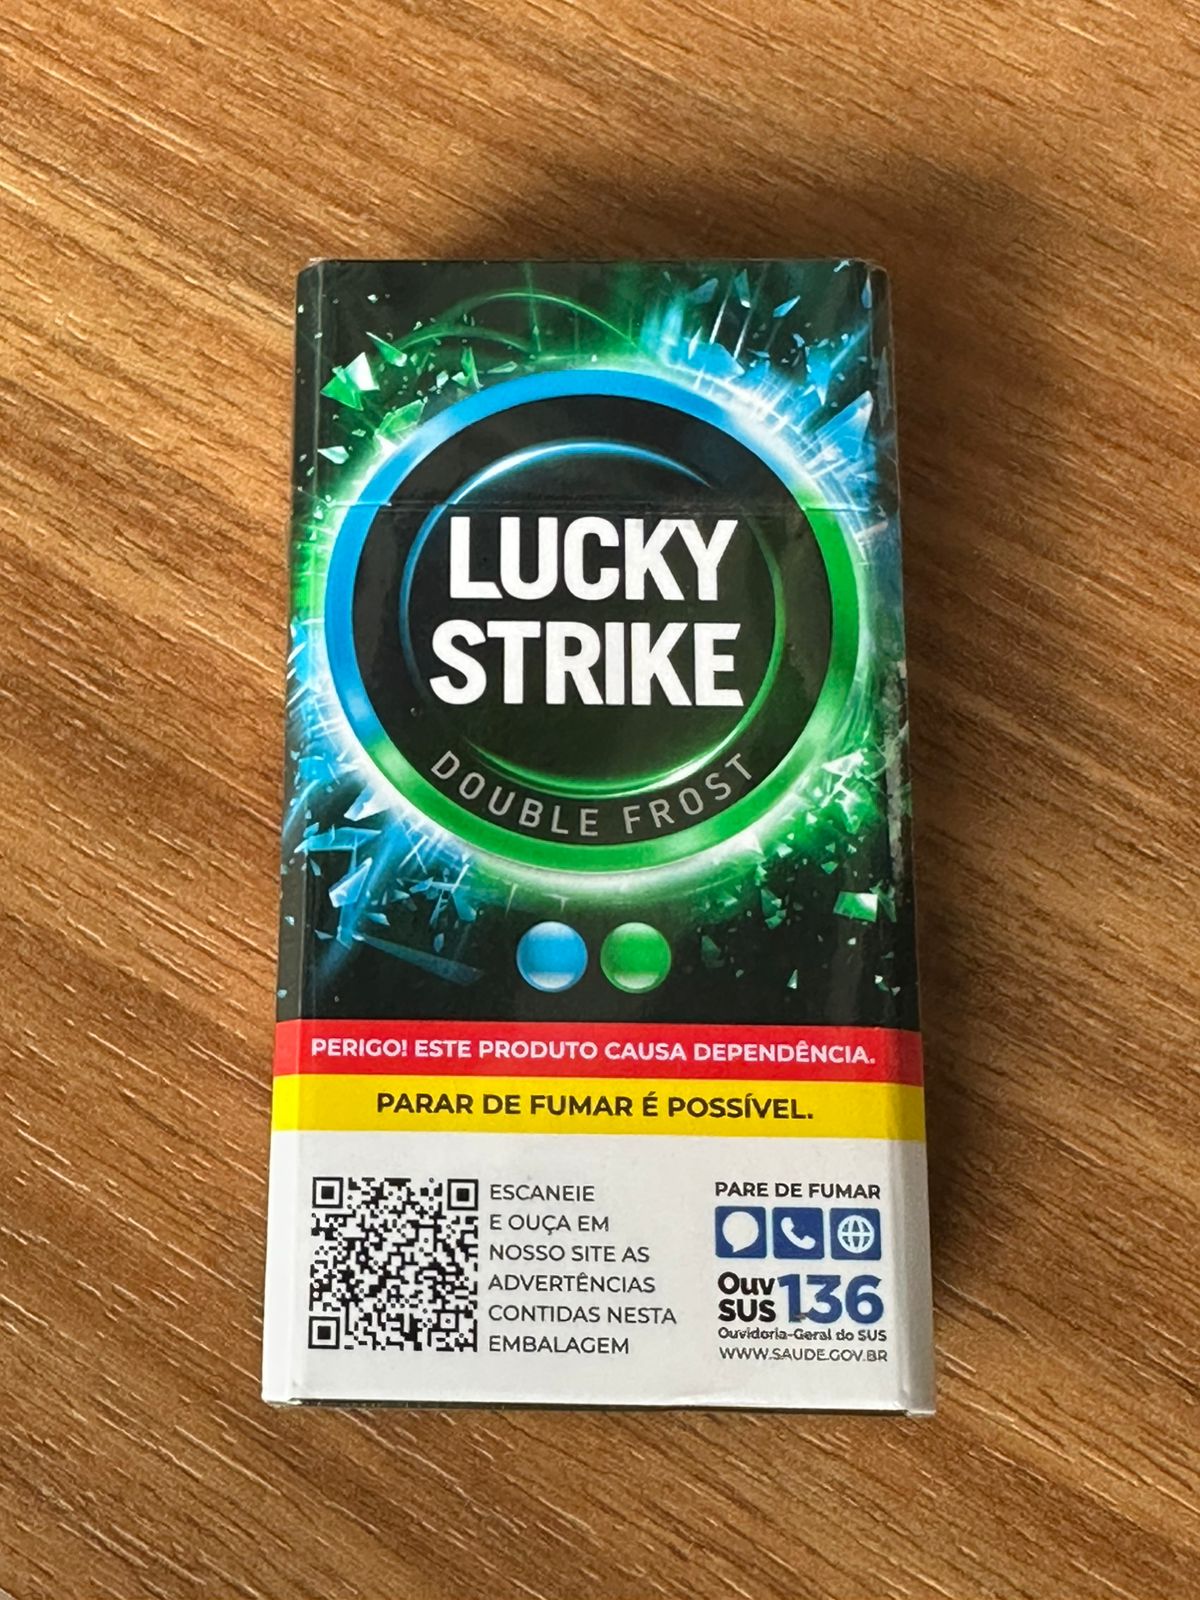 LUCKY
STRIKE
DOUBLE FROST
PERIGO! ESTE PRODUTO CAUSA DEPENDÊNCIA.
PARAR DE FUMAR É POSSÍVEL.
ESCANEIE
E OUÇA EM
NOSSO SITE AS
ADVERTÊNCIAS
CONTIDAS NESTA
EMBALAGEM
PARE DE FUMAR
Ouv
SUS 136
Ouvidoria-Geral do SUS
WWW.SAUDE.GOV.BR